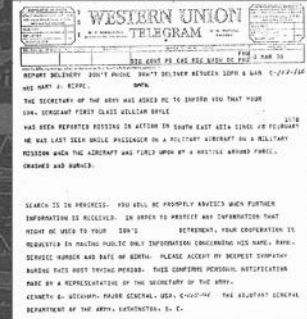 WESTERN UNION
TELEGRAM
REPORT DELIVERY DON'T PHONE DON'T DELIVER BETWEEN 10PM & 6AM
MRS MARY J.
THE SECRETARY OF THE ARMY HAS ASKED ME TO INFORM YOU THAT YOUR
SON, SERGEANT FIRST CLASS WILLIAM BOYLE
1970
HAS BEEN REPORTED MISSING IN ACTION IN SOUTH EAST ASIA SINCE 28 FEBRUARY
HE WAS LAST SEEN WHILE PASSENGER ON A MILITARY AIRCRAFT ON A MILITARY
MISSION WHEN THE AIRCRAFT WAS FIRED UPON BY A HOSTILE GROUND FORCE,
CRASHED AND BURNED.
SEARCH IS IN PROGRESS. YOU WILL BE PROMPTLY ADVISED WHEN FURTHER
INFORMATION IS RECEIVED. IN ORDER TO PROTECT ANY INFORMATION THAT
MIGHT BE USED TO YOUR SON'S DETRIMENT, YOUR COOPERATION IS
REQUESTED IN MAKING PUBLIC ONLY INFORMATION CONCERNING HIS NAME, RANK,
SERVICE NUMBER AND DATE OF BIRTH. PLEASE ACCEPT MY DEEPEST SYMPATHY
DURING THIS MOST TRYING PERIOD. THIS CONFIRMS PERSONAL NOTIFICATION
MADE BY A REPRESENTATIVE OF THE SECRETARY OF THE ARMY.
KENNETH G. WICKHAM, MAJOR GENERAL, USA, THE ADJUTANT GENERAL
DEPARTMENT OF THE ARMY, WASHINGTON, D. C.